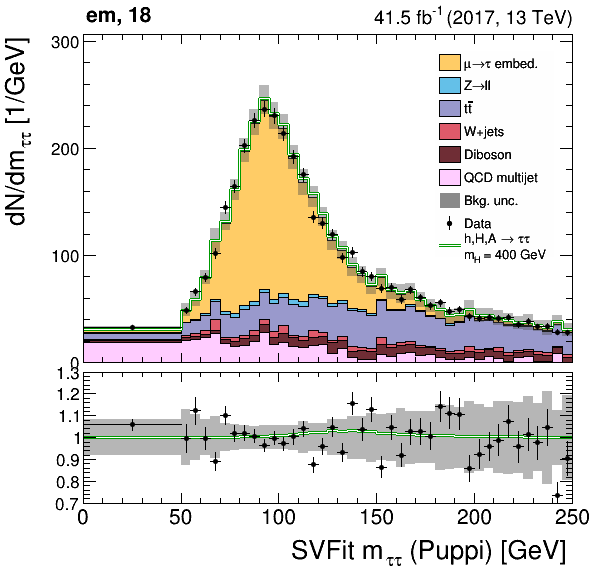 em, 18
41.5 fb⁻¹ (2017, 13 TeV)
dN/dmττ [1/GeV]
300
200
100
0
μ→τ embed.
Z→ll
tt̄
W+jets
Diboson
QCD multijet
Bkg. unc.
Data
h,H,A → ττ
mH = 400 GeV
1.3
1.2
1.1
1
0.9
0.8
0.7
0 50 100 150 200 250
SVFit mττ (Puppi) [GeV]